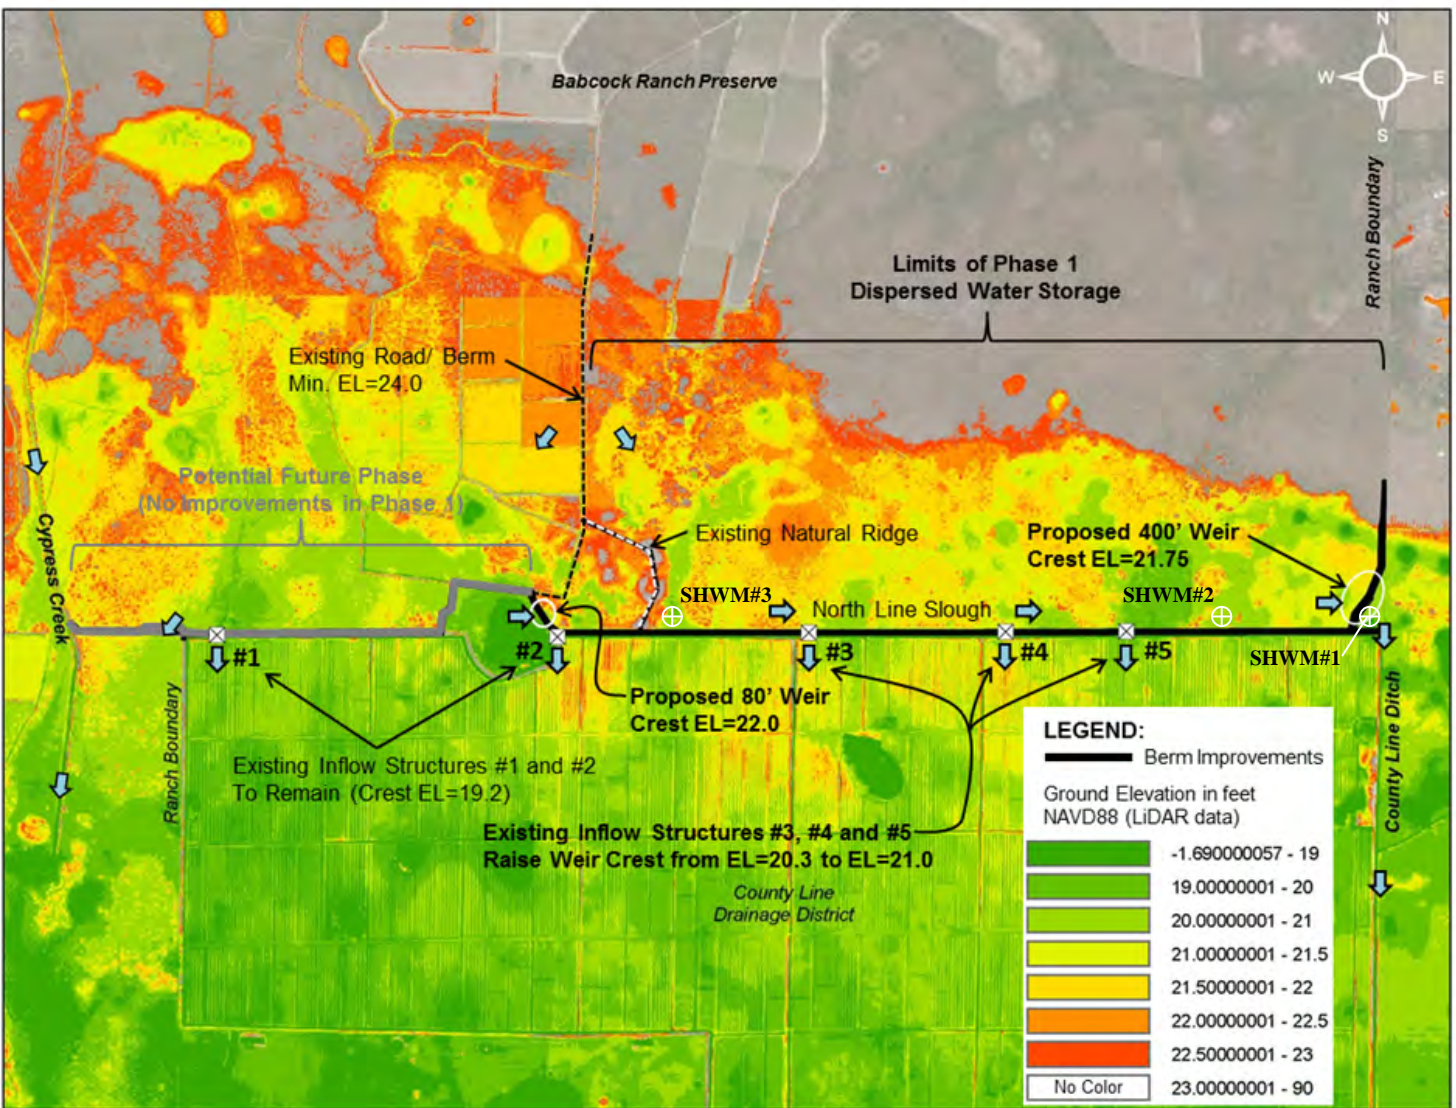 N
W E
S
Babcock Ranch Preserve
Ranch Boundary
Limits of Phase 1
Dispersed Water Storage
Existing Road/ Berm
Min. EL=24.0
Potential Future Phase
(No Improvements in Phase 1)
Existing Natural Ridge
Proposed 400' Weir
Crest EL=21.75
Cypress Creek
SHWM#3
North Line Slough
SHWM#2
SHWM#1
#1
#2
#3
#4
#5
Proposed 80' Weir
Crest EL=22.0
Ranch Boundary
Existing Inflow Structures #1 and #2
To Remain (Crest EL=19.2)
Existing Inflow Structures #3, #4 and #5
Raise Weir Crest from EL=20.3 to EL=21.0
County Line
Drainage District
County Line Ditch
LEGEND:
Berm Improvements
Ground Elevation in feet
NAVD88 (LiDAR data)
-1.690000057 - 19
19.00000001 - 20
20.00000001 - 21
21.00000001 - 21.5
21.50000001 - 22
22.00000001 - 22.5
22.50000001 - 23
No Color 23.00000001 - 90